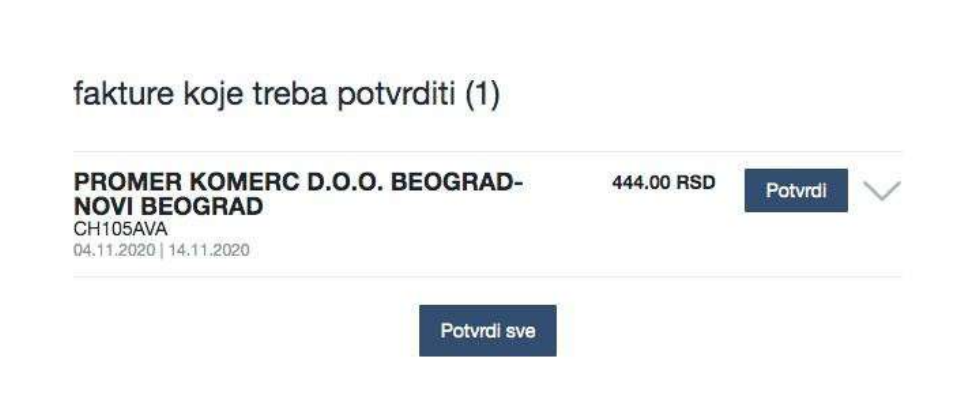 fakture koje treba potvrditi (1)
PROMER KOMERC D.O.O. BEOGRAD- 444.00 RSD Potvrdi
NOVI BEOGRAD
CH105AVA
04.11.2020 | 14.11.2020
Potvrdi sve